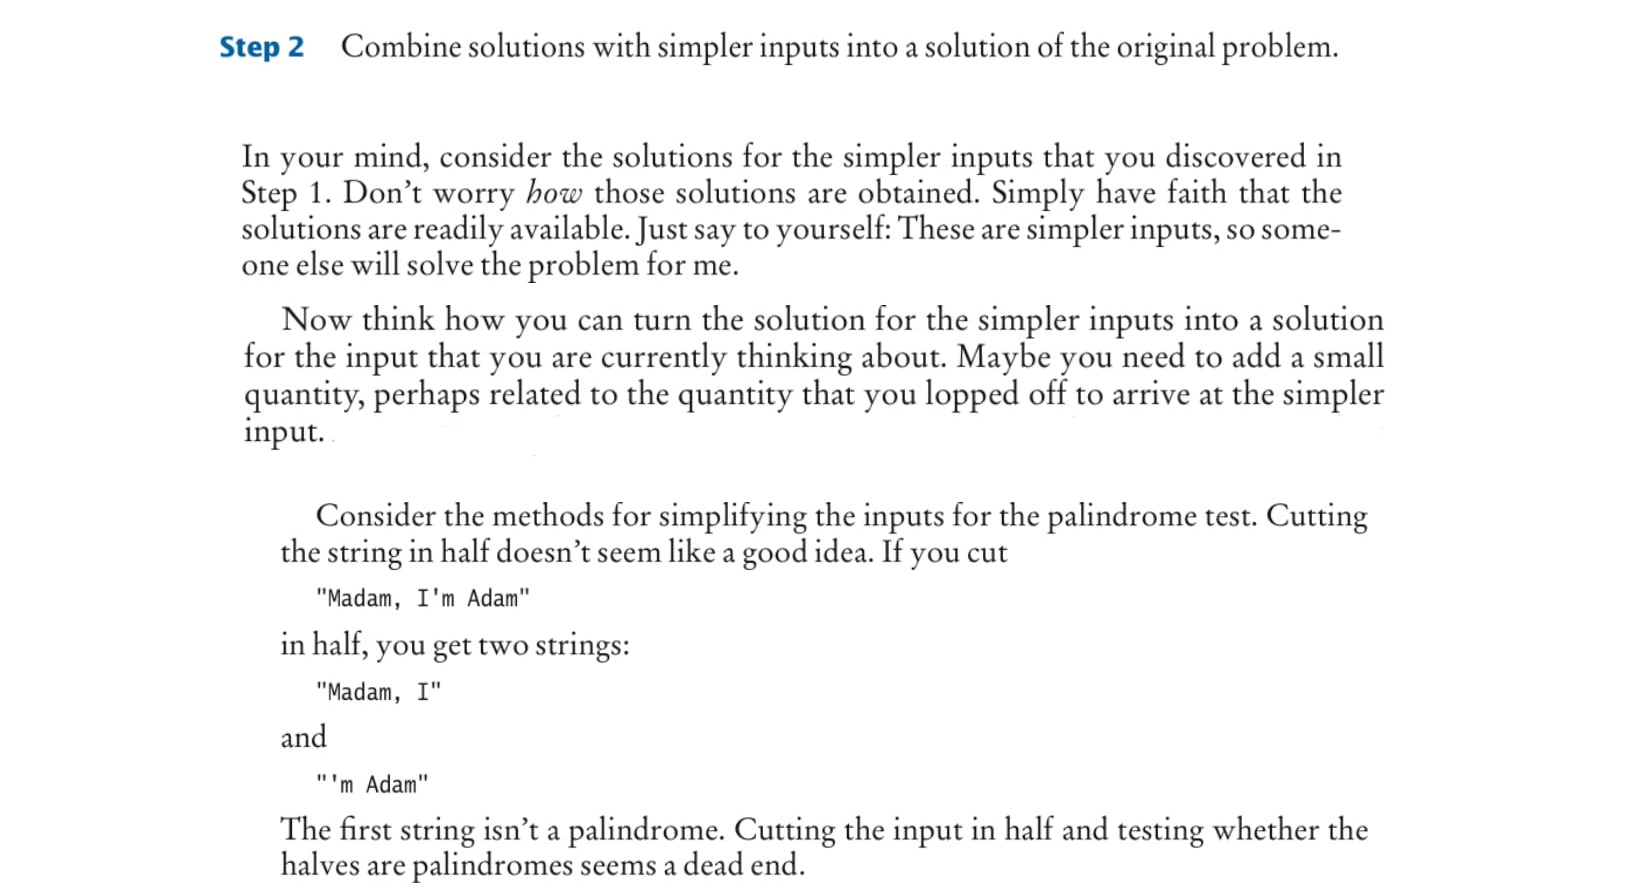 Step 2 Combine solutions with simpler inputs into a solution of the original problem.
In your mind, consider the solutions for the simpler inputs that you discovered in
Step 1. Don’t worry how those solutions are obtained. Simply have faith that the
solutions are readily available. Just say to yourself: These are simpler inputs, so some-
one else will solve the problem for me.
Now think how you can turn the solution for the simpler inputs into a solution
for the input that you are currently thinking about. Maybe you need to add a small
quantity, perhaps related to the quantity that you lopped off to arrive at the simpler
input.
Consider the methods for simplifying the inputs for the palindrome test. Cutting
the string in half doesn’t seem like a good idea. If you cut
"Madam, I'm Adam"
in half, you get two strings:
"Madam, I"
and
"'m Adam"
The first string isn’t a palindrome. Cutting the input in half and testing whether the
halves are palindromes seems a dead end.